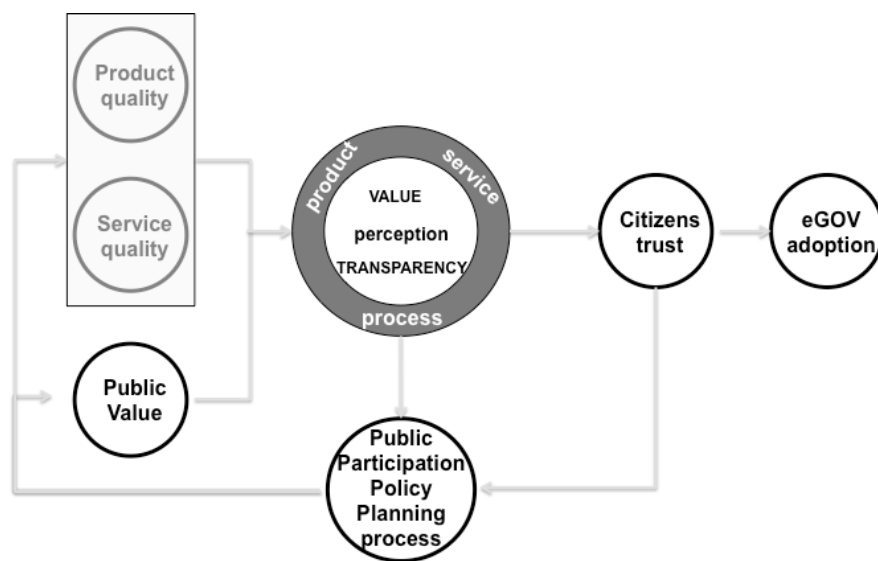 Product
quality
Service
quality
Public
Value
product
service
process
VALUE
perception
TRANSPARENCY
Citizens
trust
eGOV
adoption
Public
Participation
Policy
Planning
process